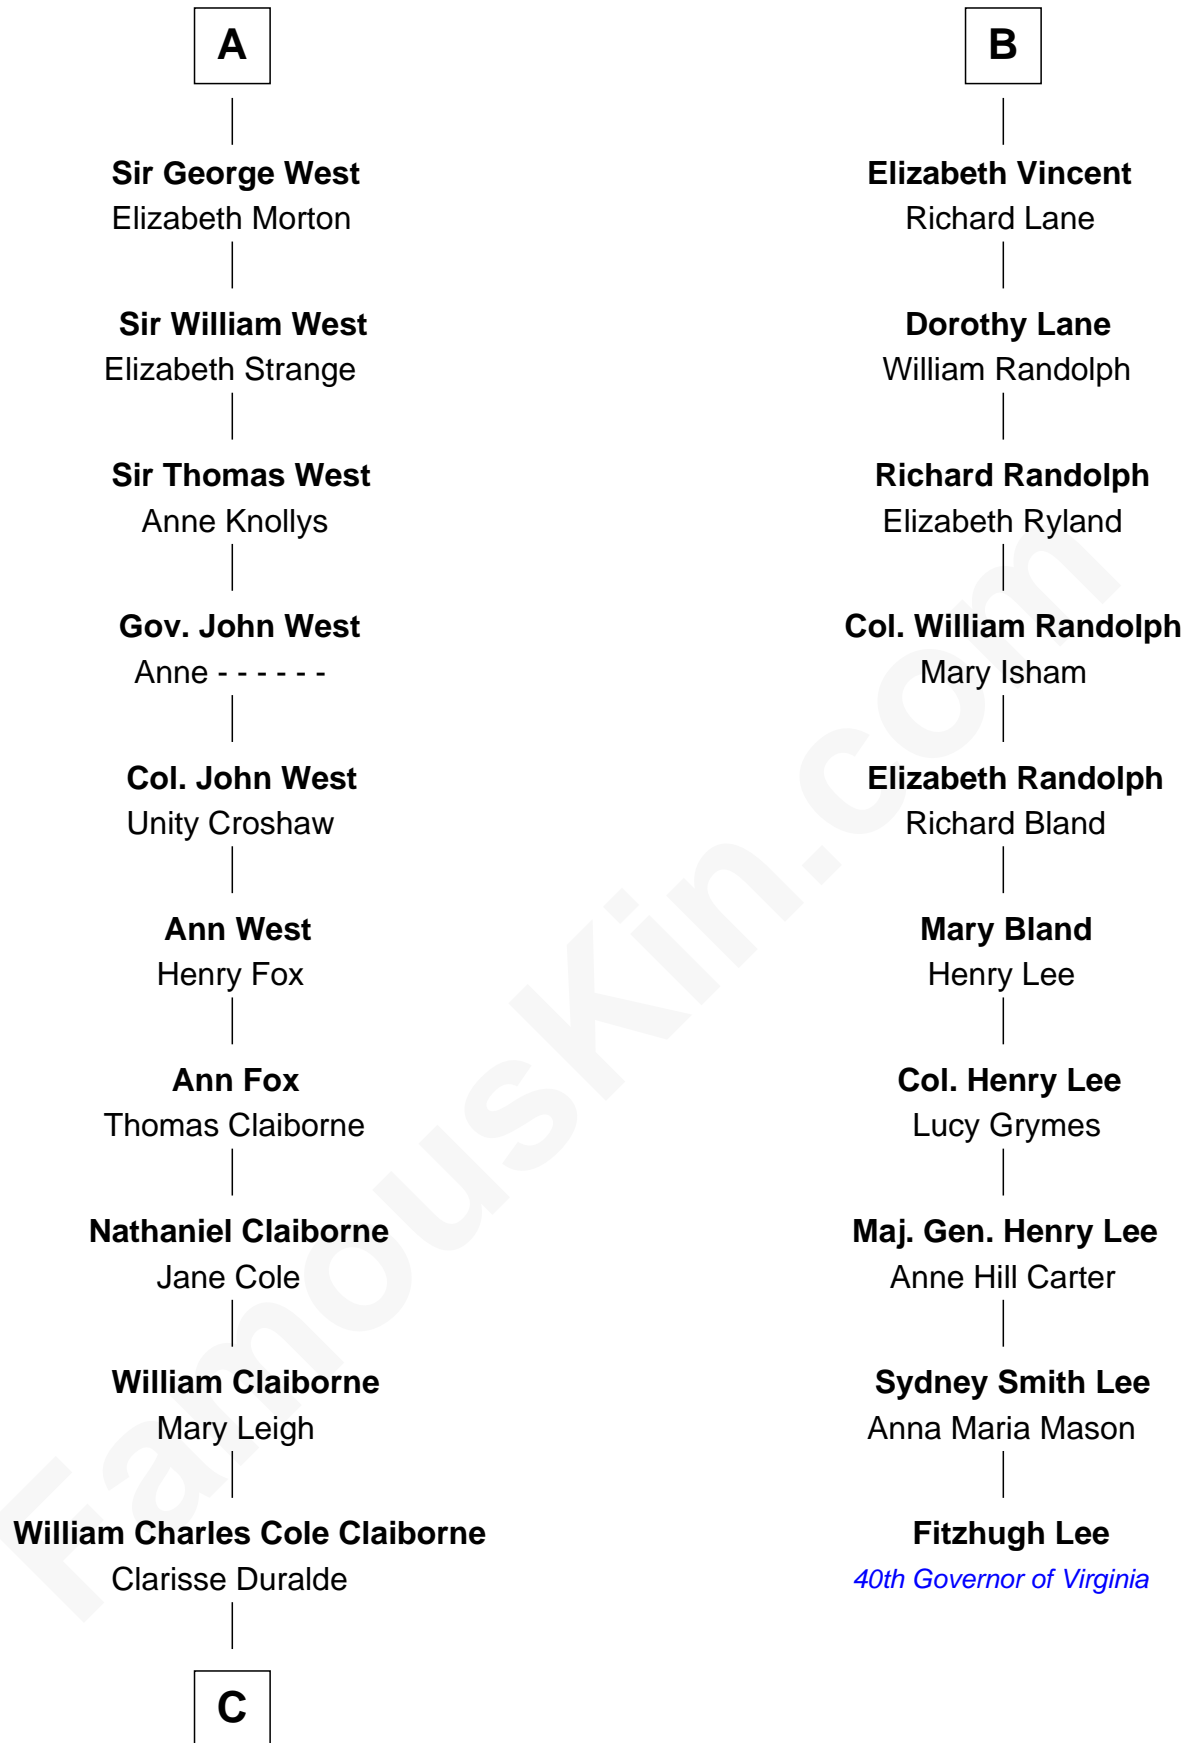 A
Sir George West
Elizabeth Morton
Sir William West
Elizabeth Strange
Sir Thomas West
Anne Knollys
Gov. John West
Anne - - - - - -
Col. John West
Unity Croshaw
Ann West
Henry Fox
Ann Fox
Thomas Claiborne
Nathaniel Claiborne
Jane Cole
William Claiborne
Mary Leigh
William Charles Cole Claiborne
Clarisse Duralde
C
B
Elizabeth Vincent
Richard Lane
Dorothy Lane
William Randolph
Richard Randolph
Elizabeth Ryland
Col. William Randolph
Mary Isham
Elizabeth Randolph
Richard Bland
Mary Bland
Henry Lee
Col. Henry Lee
Lucy Grymes
Maj. Gen. Henry Lee
Anne Hill Carter
Sydney Smith Lee
Anna Maria Mason
Fitzhugh Lee
40th Governor of Virginia
FamousKin.com